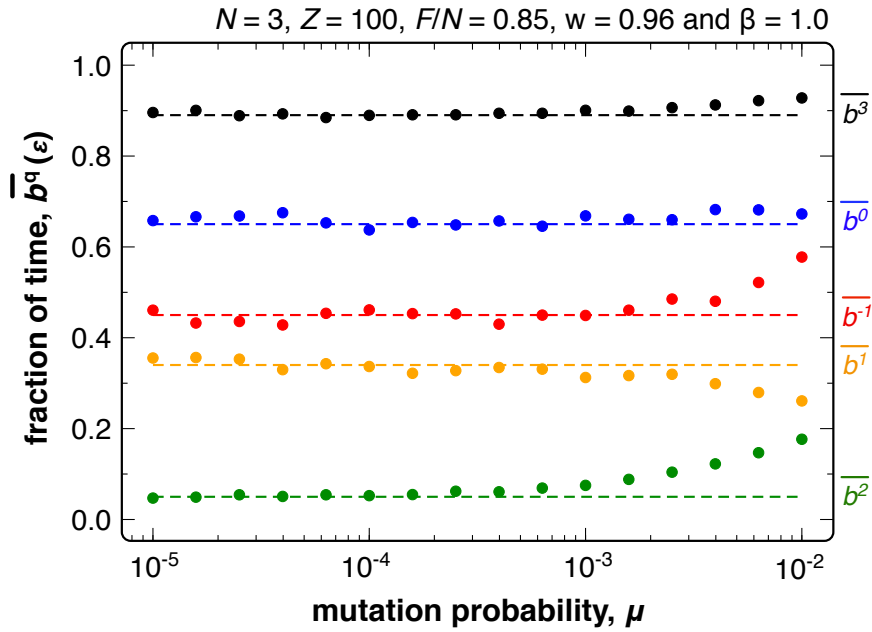 N = 3, Z = 100, F/N = 0.85, w = 0.96 and β = 1.0
fraction of time, b^q (ε)
1.0
0.8
0.6
0.4
0.2
0.0
b^3
b^0
b^-1
b^1
b^2
10^-5
10^-4
10^-3
10^-2
mutation probability, μ